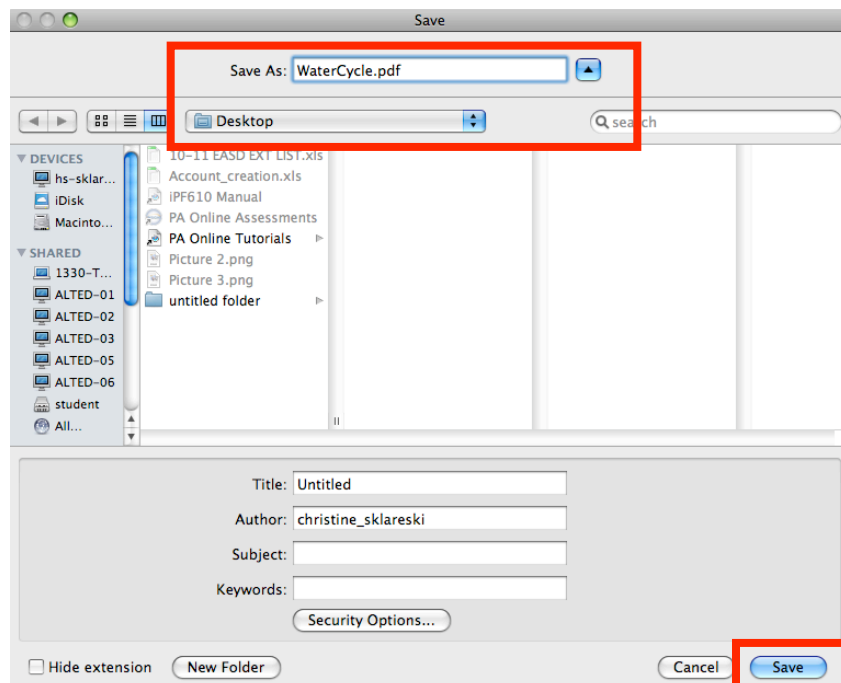 Save
Save As: WaterCycle.pdf
Desktop
search
DEVICES
hs-sklar...
iDisk
Macinto...
SHARED
1330-T...
ALTED-01
ALTED-02
ALTED-03
ALTED-05
ALTED-06
student
All...
10-11 EASD EXT LIST.xls
Account_creation.xls
iPF610 Manual
PA Online Assessments
PA Online Tutorials
Picture 2.png
Picture 3.png
untitled folder
Title: Untitled
Author: christine_sklareski
Subject:
Keywords:
Security Options...
Hide extension New Folder Cancel Save